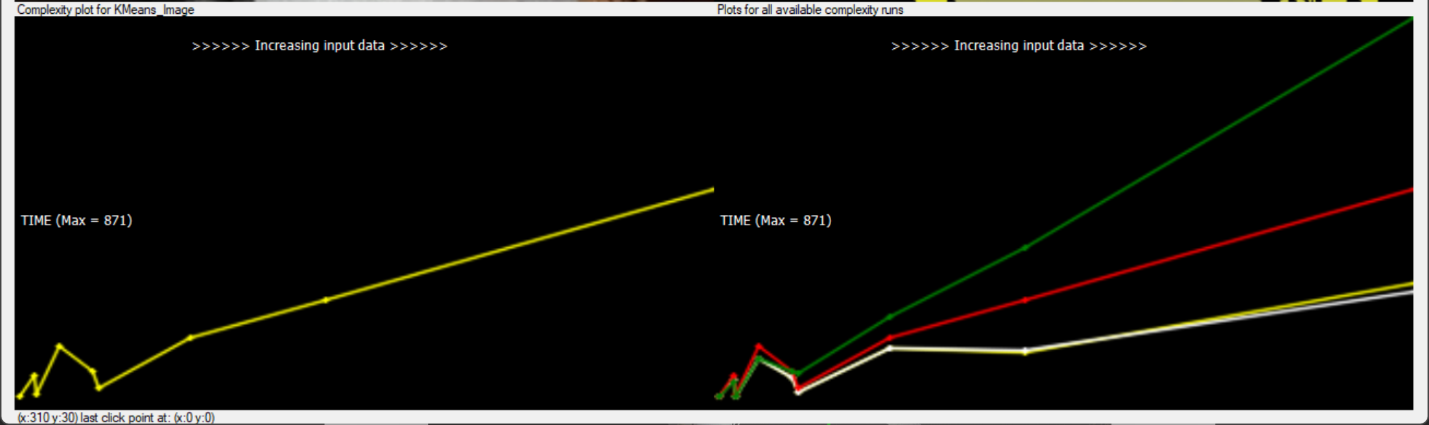 Complexity plot for KMeans_Image
Plots for all available complexity runs
>>>>>> Increasing input data >>>>>>
>>>>>> Increasing input data >>>>>>
TIME (Max = 871)
TIME (Max = 871)
(x:310 y:30) last click point at: (x:0 y:0)